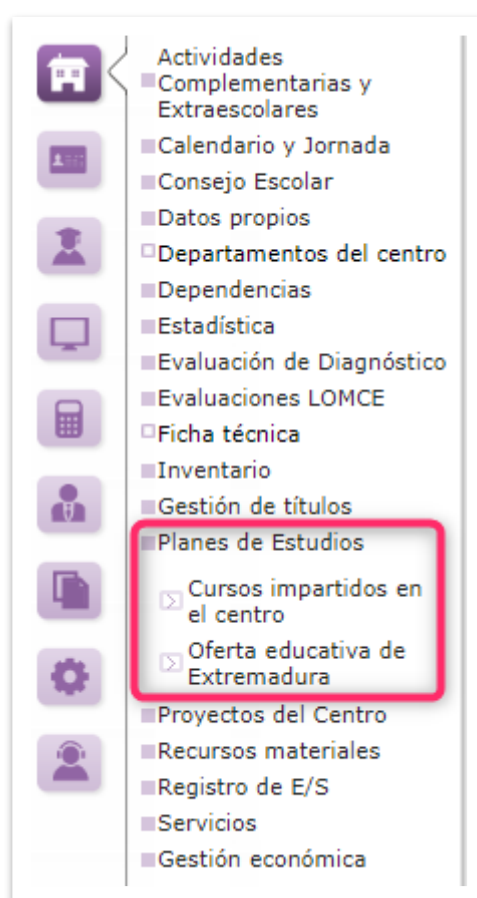 Actividades
Complementarias y
Extraescolares
Calendario y Jornada
Consejo Escolar
Datos propios
Departamentos del centro
Dependencias
Estadística
Evaluación de Diagnóstico
Evaluaciones LOMCE
Ficha técnica
Inventario
Gestión de títulos
Planes de Estudios
Cursos impartidos en
el centro
Oferta educativa de
Extremadura
Proyectos del Centro
Recursos materiales
Registro de E/S
Servicios
Gestión económica